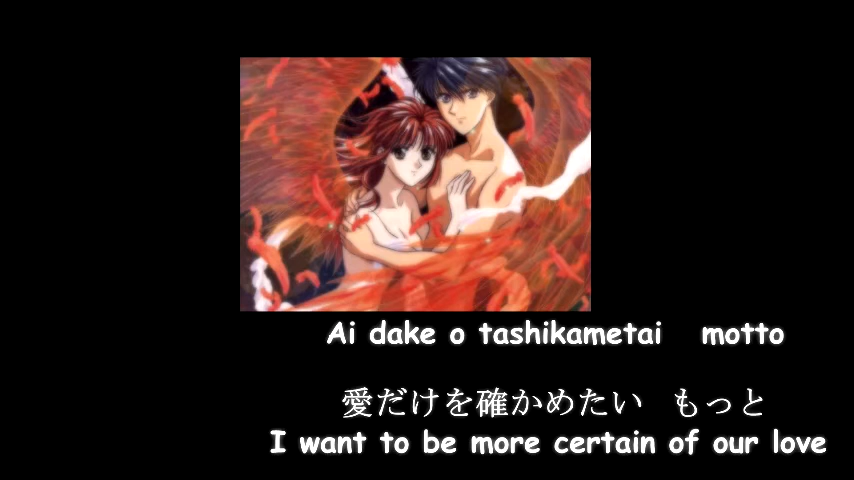 Ai dake o tashikametai motto
愛だけを確かめたい もっと
I want to be more certain of our love